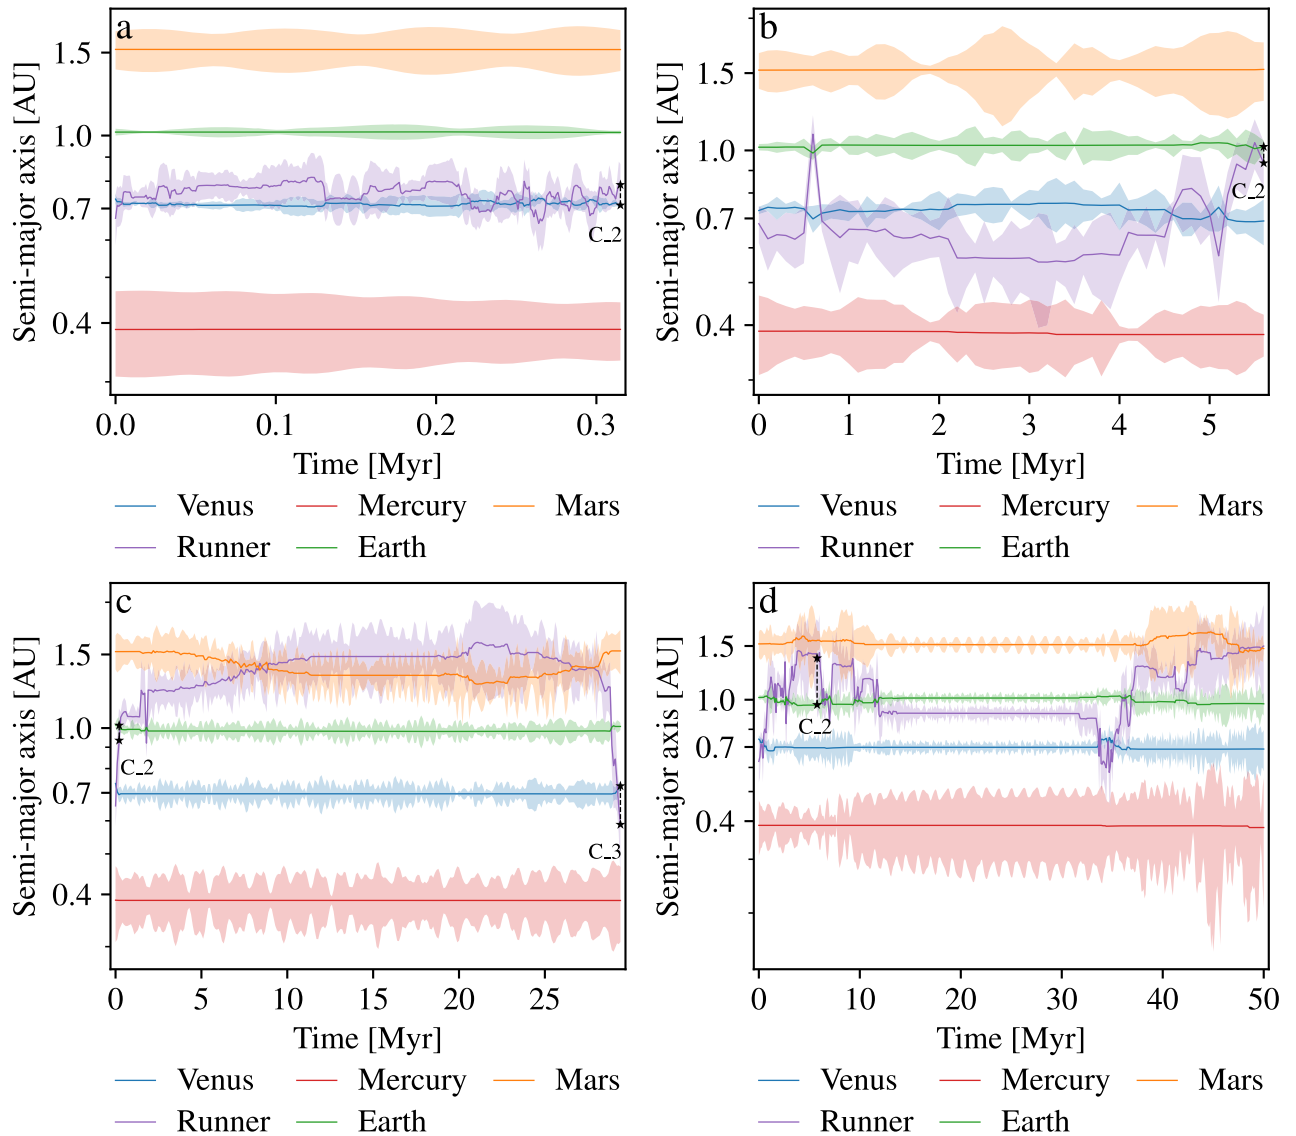 a
Semi-major axis [AU]
1.5
1.0
0.7
0.4
C_2
0.0 0.1 0.2 0.3
Time [Myr]
Venus Mercury Mars
Runner Earth
b
Semi-major axis [AU]
1.5
1.0
0.7
0.4
C_2
0 1 2 3 4 5
Time [Myr]
Venus Mercury Mars
Runner Earth
c
Semi-major axis [AU]
1.5
1.0
0.7
0.4
C_2
C_3
0 5 10 15 20 25
Time [Myr]
Venus Mercury Mars
Runner Earth
d
Semi-major axis [AU]
1.5
1.0
0.7
0.4
C_2
0 10 20 30 40 50
Time [Myr]
Venus Mercury Mars
Runner Earth